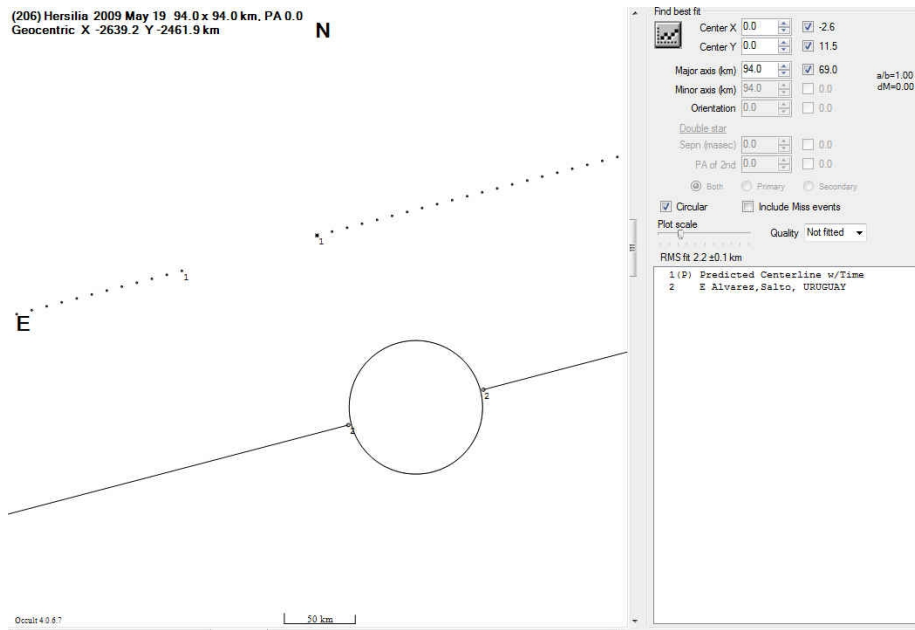 (206) Hersilia 2009 May 19 94.0 x 94.0 km, PA 0.0
Geocentric X -2639.2 Y -2461.9 km
N
1
1
E
2
2
50 km
Occult 4.0.6.7
Find best fit
Center X 0.0 -2.6
Center Y 0.0 11.5
Major axis (km) 94.0 69.0
Minor axis (km) 94.0 0.0
Orientation 0.0 0.0
a/b=1.00
dM=0.00
Double star
Sepn (masec) 0.0 0.0
PA of 2nd 0.0 0.0
Both Primary Secondary
Circular Include Miss events
Plot scale
Quality Not fitted
RMS fit 2.2 ±0.1 km
1(P) Predicted Centerline w/Time
2 E Alvarez,Salto, URUGUAY